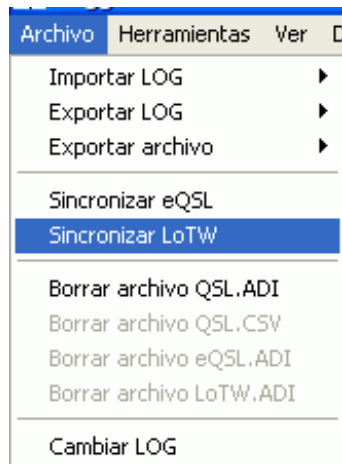 Archivo Herramientas Ver
Importar LOG
Exportar LOG
Exportar archivo
Sincronizar eQSL
Sincronizar LoTW
Borrar archivo QSL.ADI
Borrar archivo QSL.CSV
Borrar archivo eQSL.ADI
Borrar archivo LoTW.ADI
Cambiar LOG